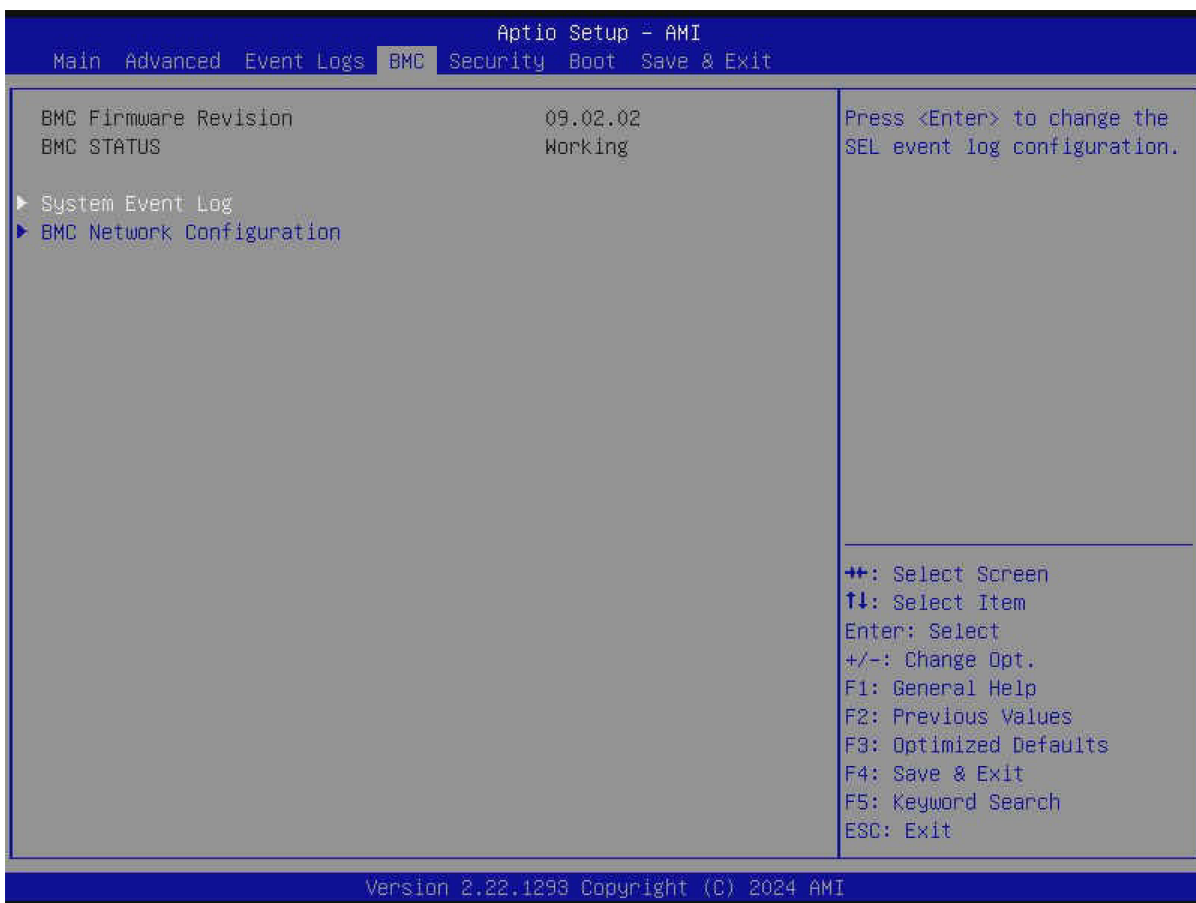 Aptio Setup - AMI
Main Advanced Event Logs BMC Security Boot Save & Exit
BMC Firmware Revision 09.02.02
BMC STATUS Working
▶ System Event Log
▶ BMC Network Configuration
Press <Enter> to change the
SEL event log configuration.
→←: Select Screen
↑↓: Select Item
Enter: Select
+/-: Change Opt.
F1: General Help
F2: Previous Values
F3: Optimized Defaults
F4: Save & Exit
F5: Keyword Search
ESC: Exit
Version 2.22.1293 Copyright (C) 2024 AMI